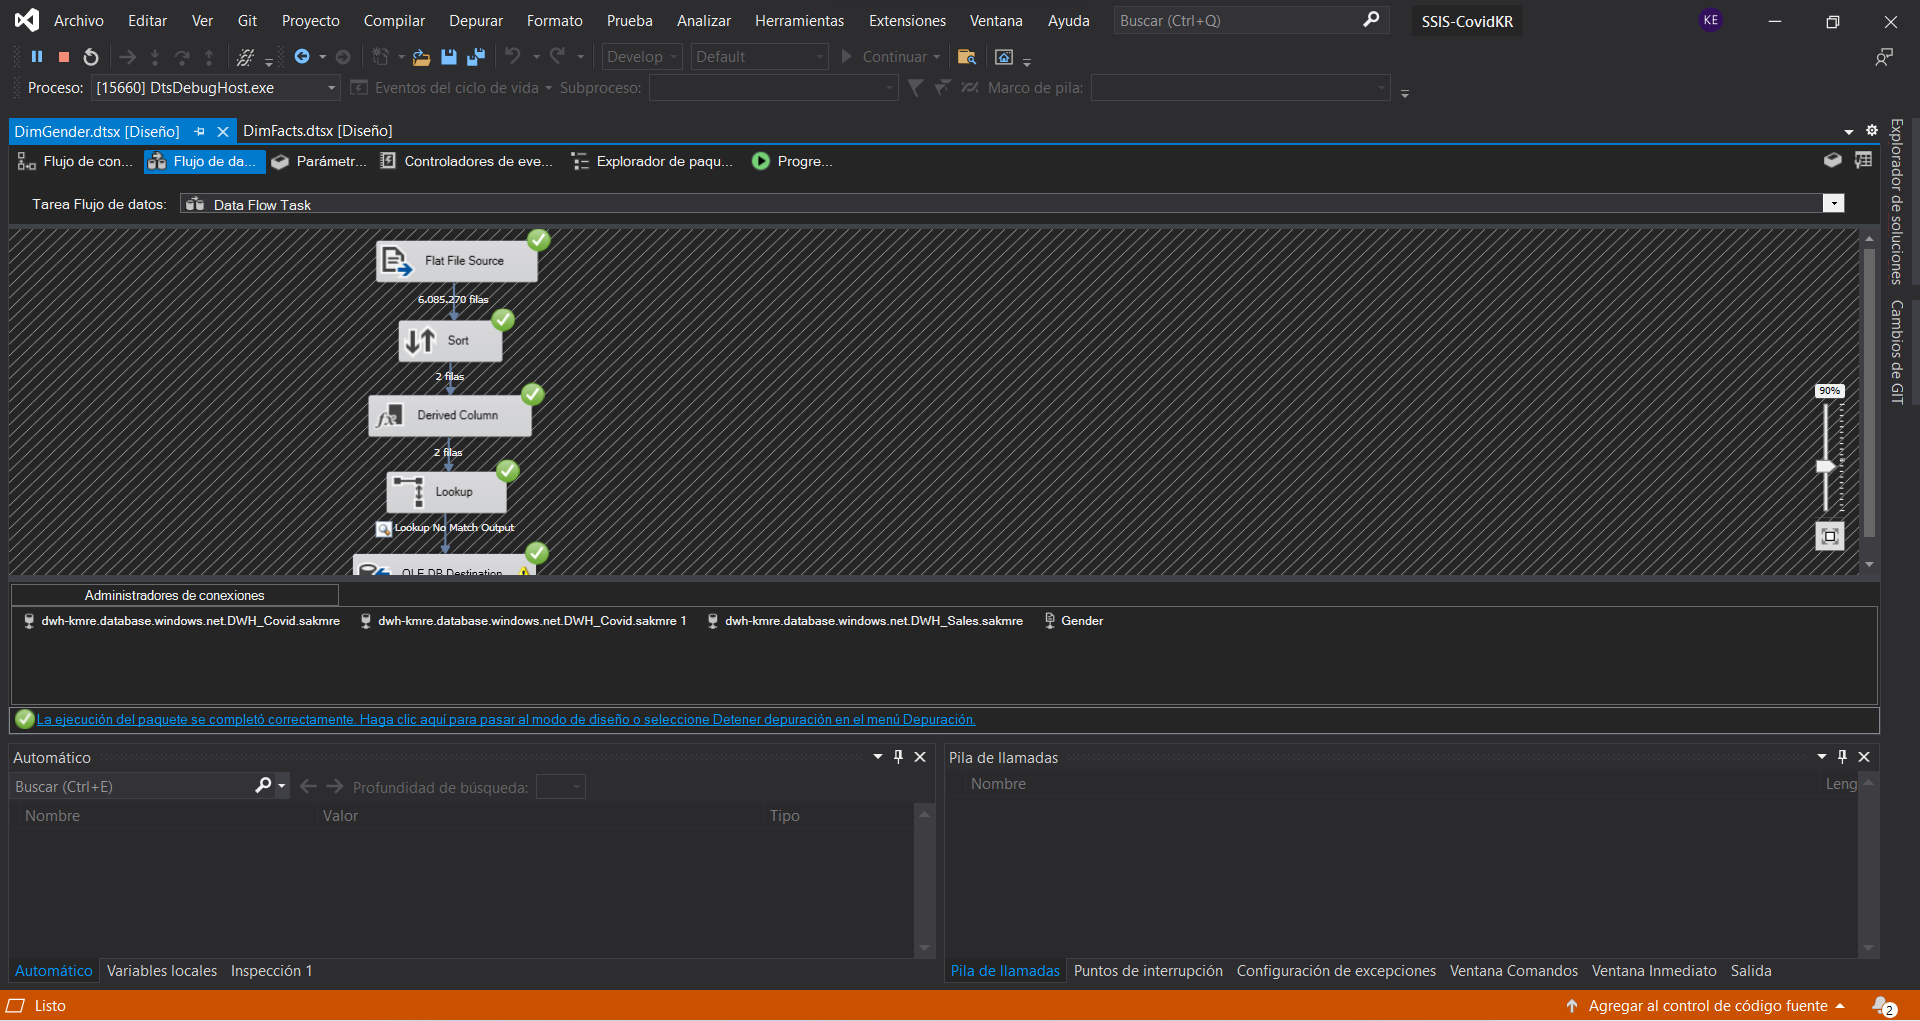 Archivo Editar Ver Git Proyecto Compilar Depurar Formato Prueba Analizar Herramientas Extensiones Ventana Ayuda Buscar (Ctrl+Q) SSIS-CovidKR KE
Develop Default Continuar
Proceso: [15660] DtsDebugHost.exe Eventos del ciclo de vida Subproceso: Marco de pila:
DimGender.dtsx [Diseño] DimFacts.dtsx [Diseño]
Flujo de con... Flujo de da... Parámetr... Controladores de eve... Explorador de paqu... Progre...
Tarea Flujo de datos: Data Flow Task
Flat File Source
6.085.270 filas
Sort
2 filas
Derived Column
2 filas
Lookup
Lookup No Match Output
OLE DB Destination
90%
Explorador de soluciones
Cambios de GIT
Administradores de conexiones
dwh-kmre.database.windows.net.DWH_Covid.sakmre dwh-kmre.database.windows.net.DWH_Covid.sakmre 1 dwh-kmre.database.windows.net.DWH_Sales.sakmre Gender
La ejecución del paquete se completó correctamente. Haga clic aquí para pasar al modo de diseño o seleccione Detener depuración en el menú Depuración.
Automático
Buscar (Ctrl+E) Profundidad de búsqueda:
Nombre Valor Tipo
Automático Variables locales Inspección 1
Pila de llamadas
Nombre Leng
Pila de llamadas Puntos de interrupción Configuración de excepciones Ventana Comandos Ventana Inmediato Salida
Listo Agregar al control de código fuente 2